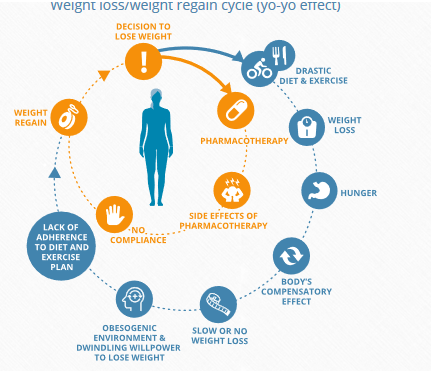 Weight loss/weight regain cycle (yo-yo effect)
DECISION TO
LOSE WEIGHT
DRASTIC
DIET & EXERCISE
WEIGHT
LOSS
HUNGER
BODY'S
COMPENSATORY
EFFECT
SLOW OR NO
WEIGHT LOSS
OBESOGENIC
ENVIRONMENT &
DWINDLING WILLPOWER
TO LOSE WEIGHT
LACK OF
ADHERENCE
TO DIET AND
EXERCISE
PLAN
WEIGHT
REGAIN
PHARMACOTHERAPY
SIDE EFFECTS OF
PHARMACOTHERAPY
NO
COMPLIANCE